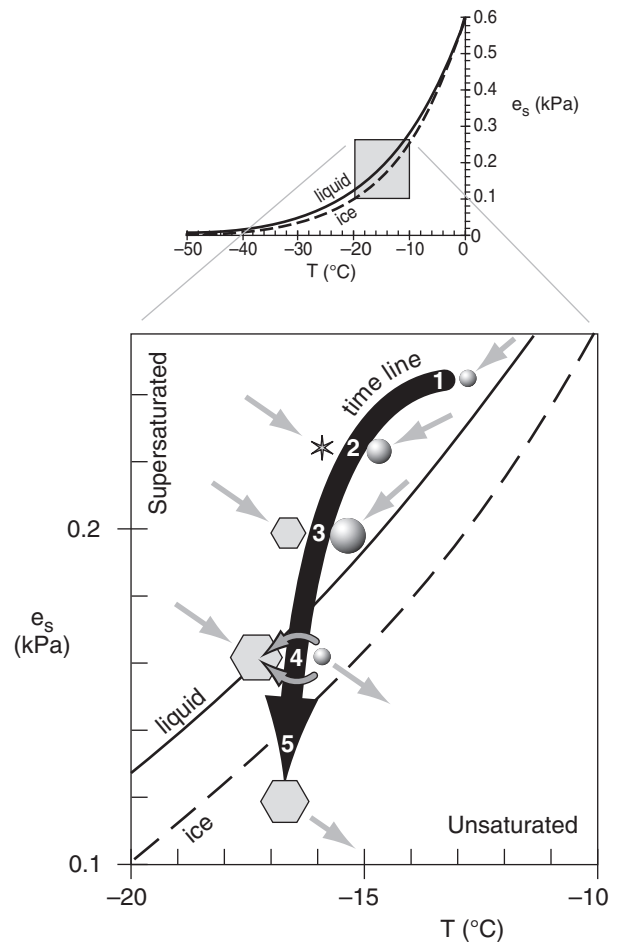 0.6
0.5
0.4
0.3
0.2
0.1
0
e_s (kPa)
liquid
ice
−50
−40
−30
−20
−10
0
T (°C)
Supersaturated
time line
1
2
3
4
5
0.2
e_s
(kPa)
liquid
ice
Unsaturated
0.1
−20
−15
−10
T (°C)